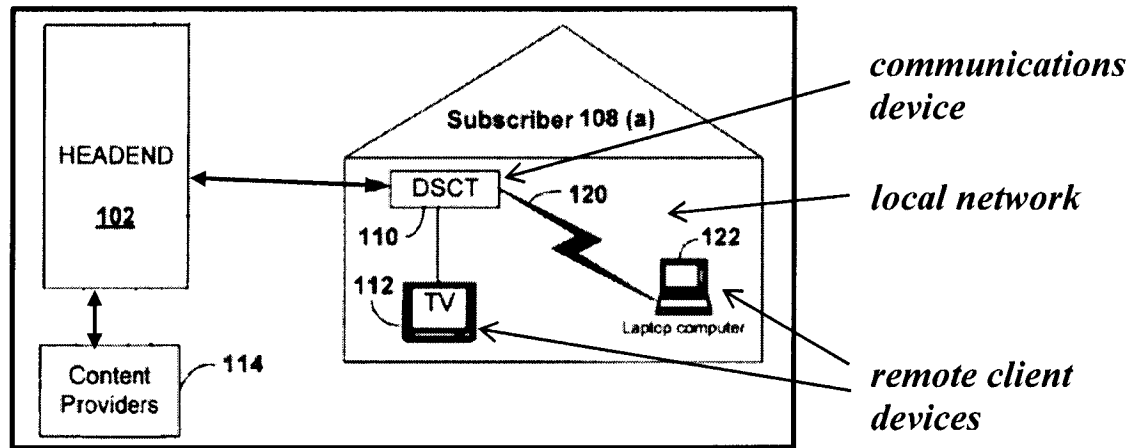 communications
device
Subscriber 108 (a)
HEADEND
102
DSCT
120
local network
110
122
112
TV
Laptop computer
114
Content
Providers
remote client
devices